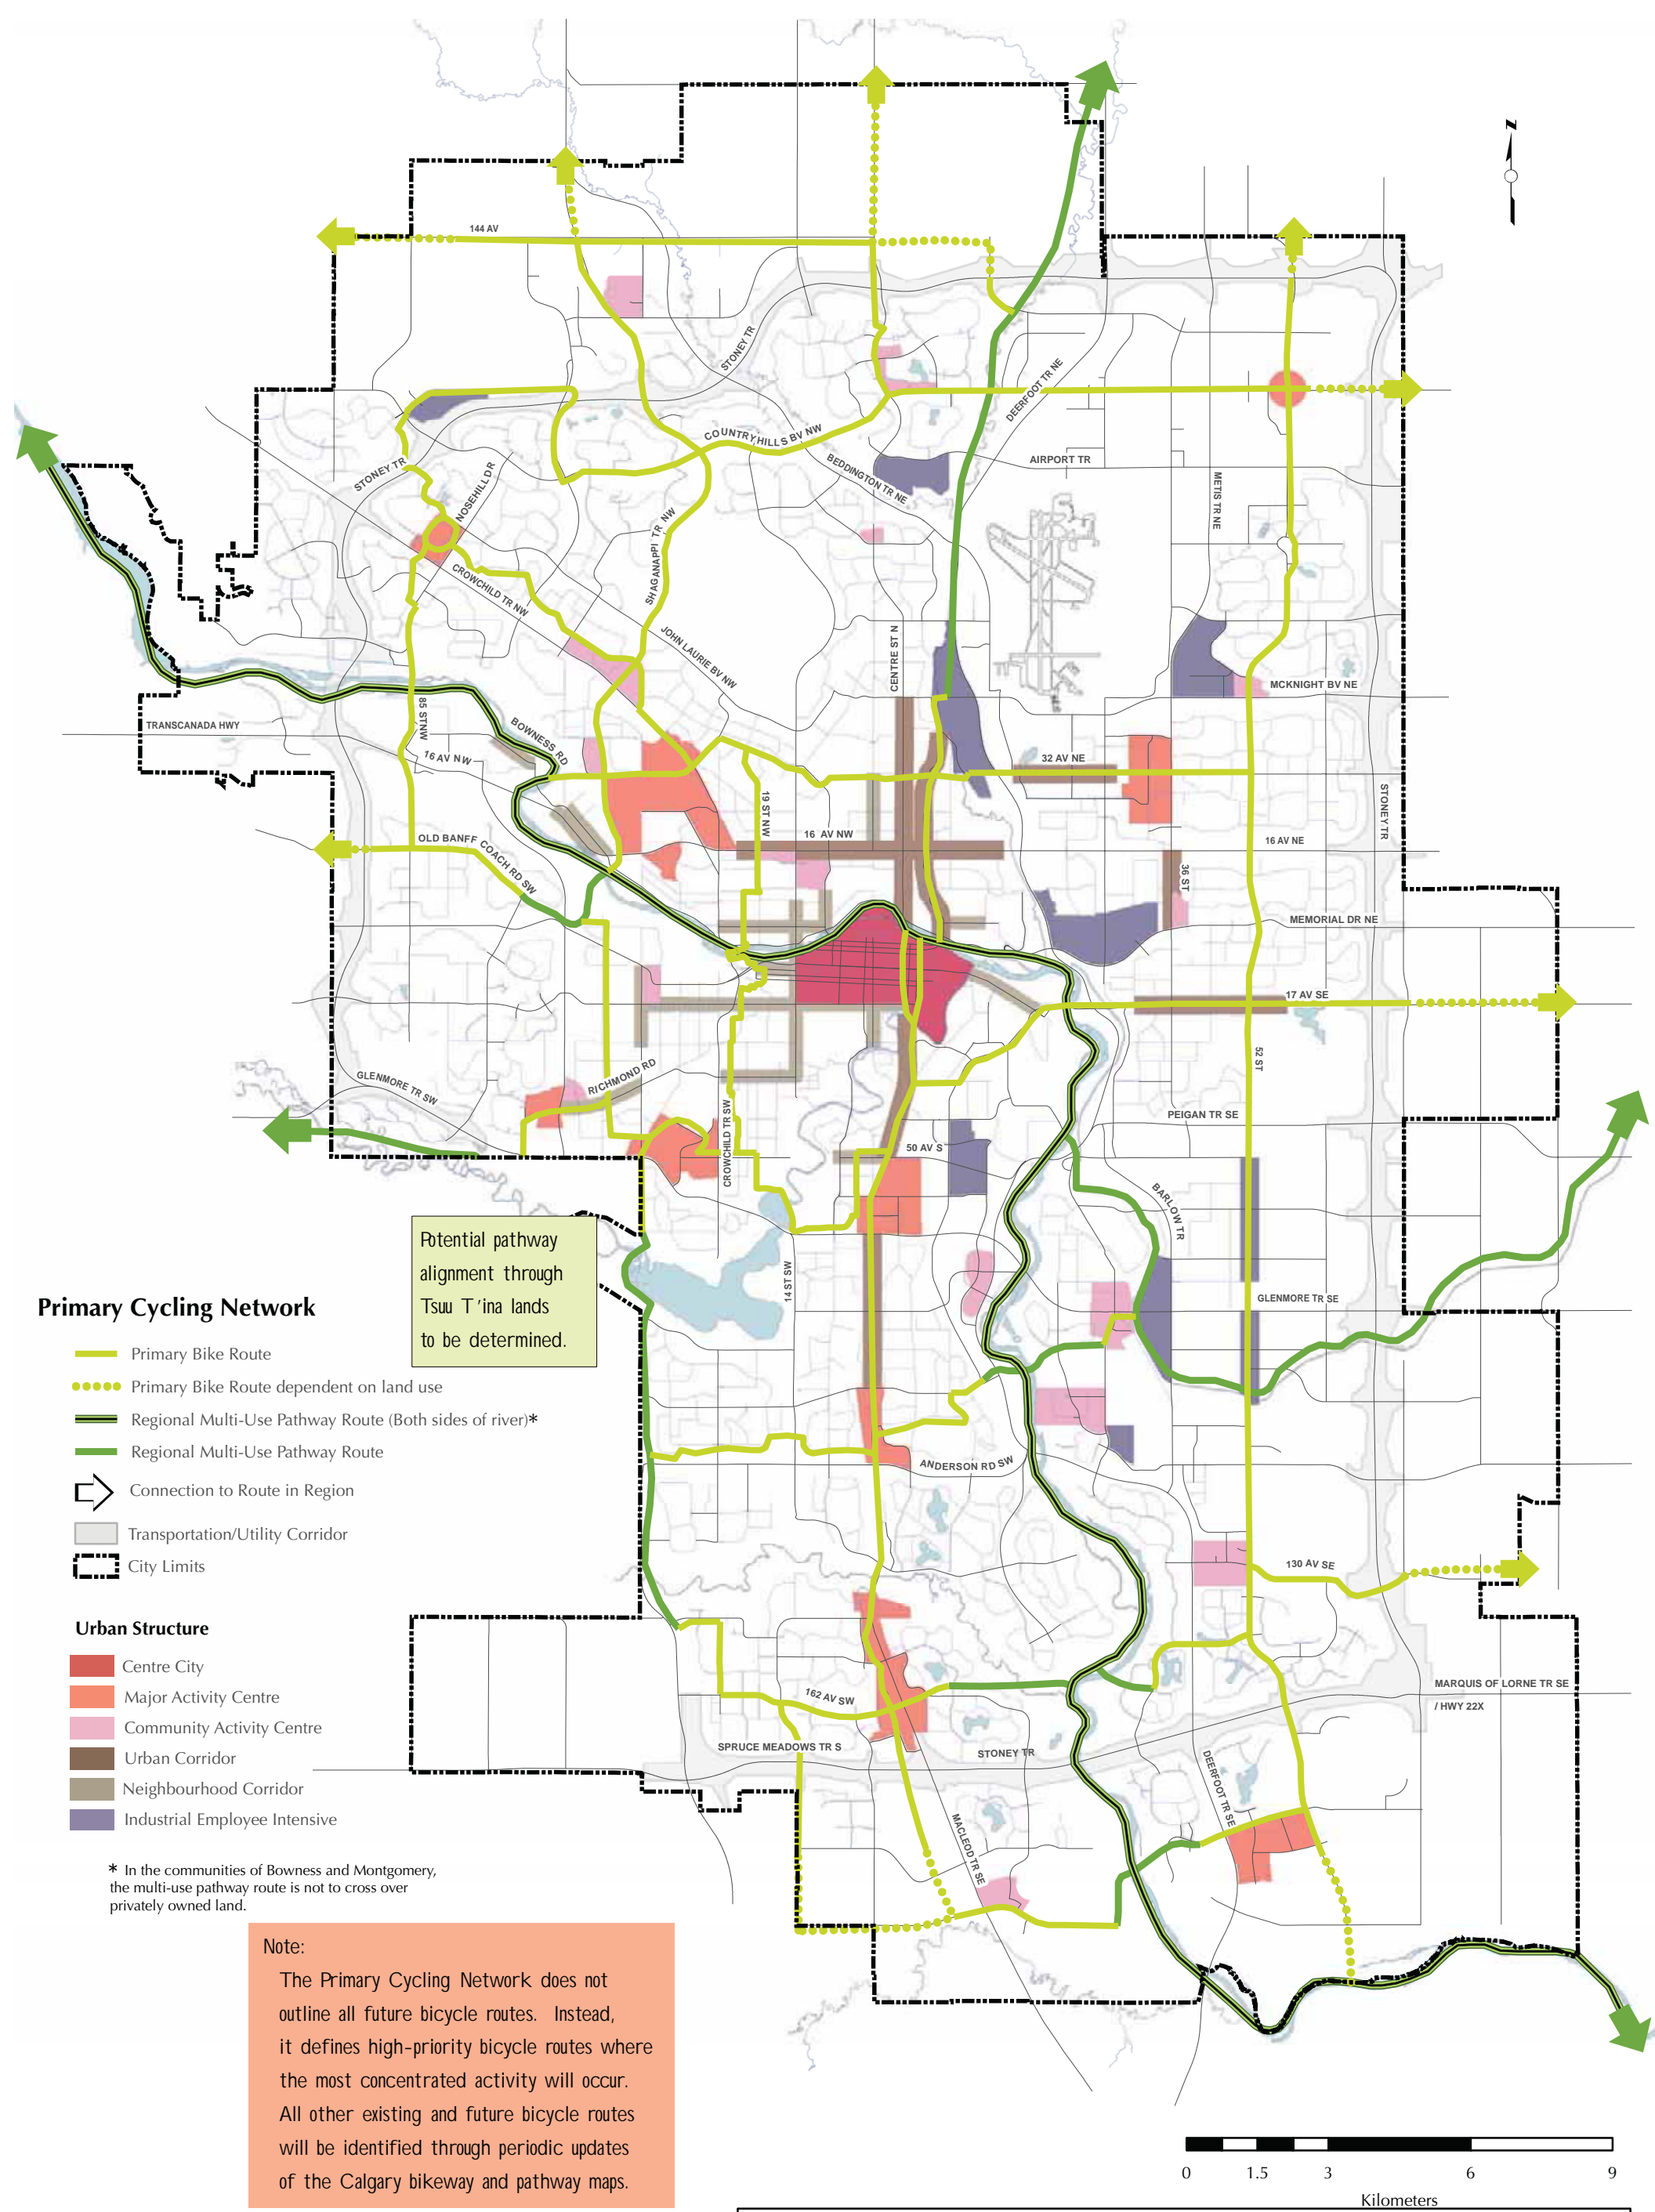 N
144 AV
STONEY TR
DEERFOOT TR NE
COUNTRYHILLS BV NW
BEDDINGTON TR NE
AIRPORT TR
STONEY TR
NOSEHILL DR
METIS TR NE
SHAGANAPPI TR NW
CROWCHILD TR NW
JOHN LAURIE BV NW
CENTRE ST N
MCKNIGHT BV NE
TRANSCANADA HWY
85 STNW
BOWNESS RD
16 AV NW
32 AV NE
STONEYTR
19 ST NW
16 AV NW
16 AV NE
OLD BANFF COACH RD SW
36 ST
MEMORIAL DR NE
17 AV SE
52 ST
GLENMORE TR SW
RICHMOND RD
CROWCHILD TR SW
PEIGAN TR SE
50 AV S
BARLOW TR
Potential pathway
alignment through
Tsuu T'ina lands
to be determined.
14 ST SW
GLENMORE TR SE
Primary Cycling Network
Primary Bike Route
Primary Bike Route dependent on land use
Regional Multi-Use Pathway Route (Both sides of river)*
Regional Multi-Use Pathway Route
Connection to Route in Region
Transportation/Utility Corridor
City Limits
ANDERSON RD SW
130 AV SE
Urban Structure
Centre City
Major Activity Centre
Community Activity Centre
Urban Corridor
Neighbourhood Corridor
Industrial Employee Intensive
162 AV SW
MARQUIS OF LORNE TR SE
/ HWY 22X
SPRUCE MEADOWS TR S
STONEY TR
DEERFOOT TR SE
MACLEOD TR SE
* In the communities of Bowness and Montgomery,
the multi-use pathway route is not to cross over
privately owned land.
Note:
The Primary Cycling Network does not
outline all future bicycle routes. Instead,
it defines high-priority bicycle routes where
the most concentrated activity will occur.
All other existing and future bicycle routes
will be identified through periodic updates
of the Calgary bikeway and pathway maps.
0 1.5 3 6 9
Kilometers